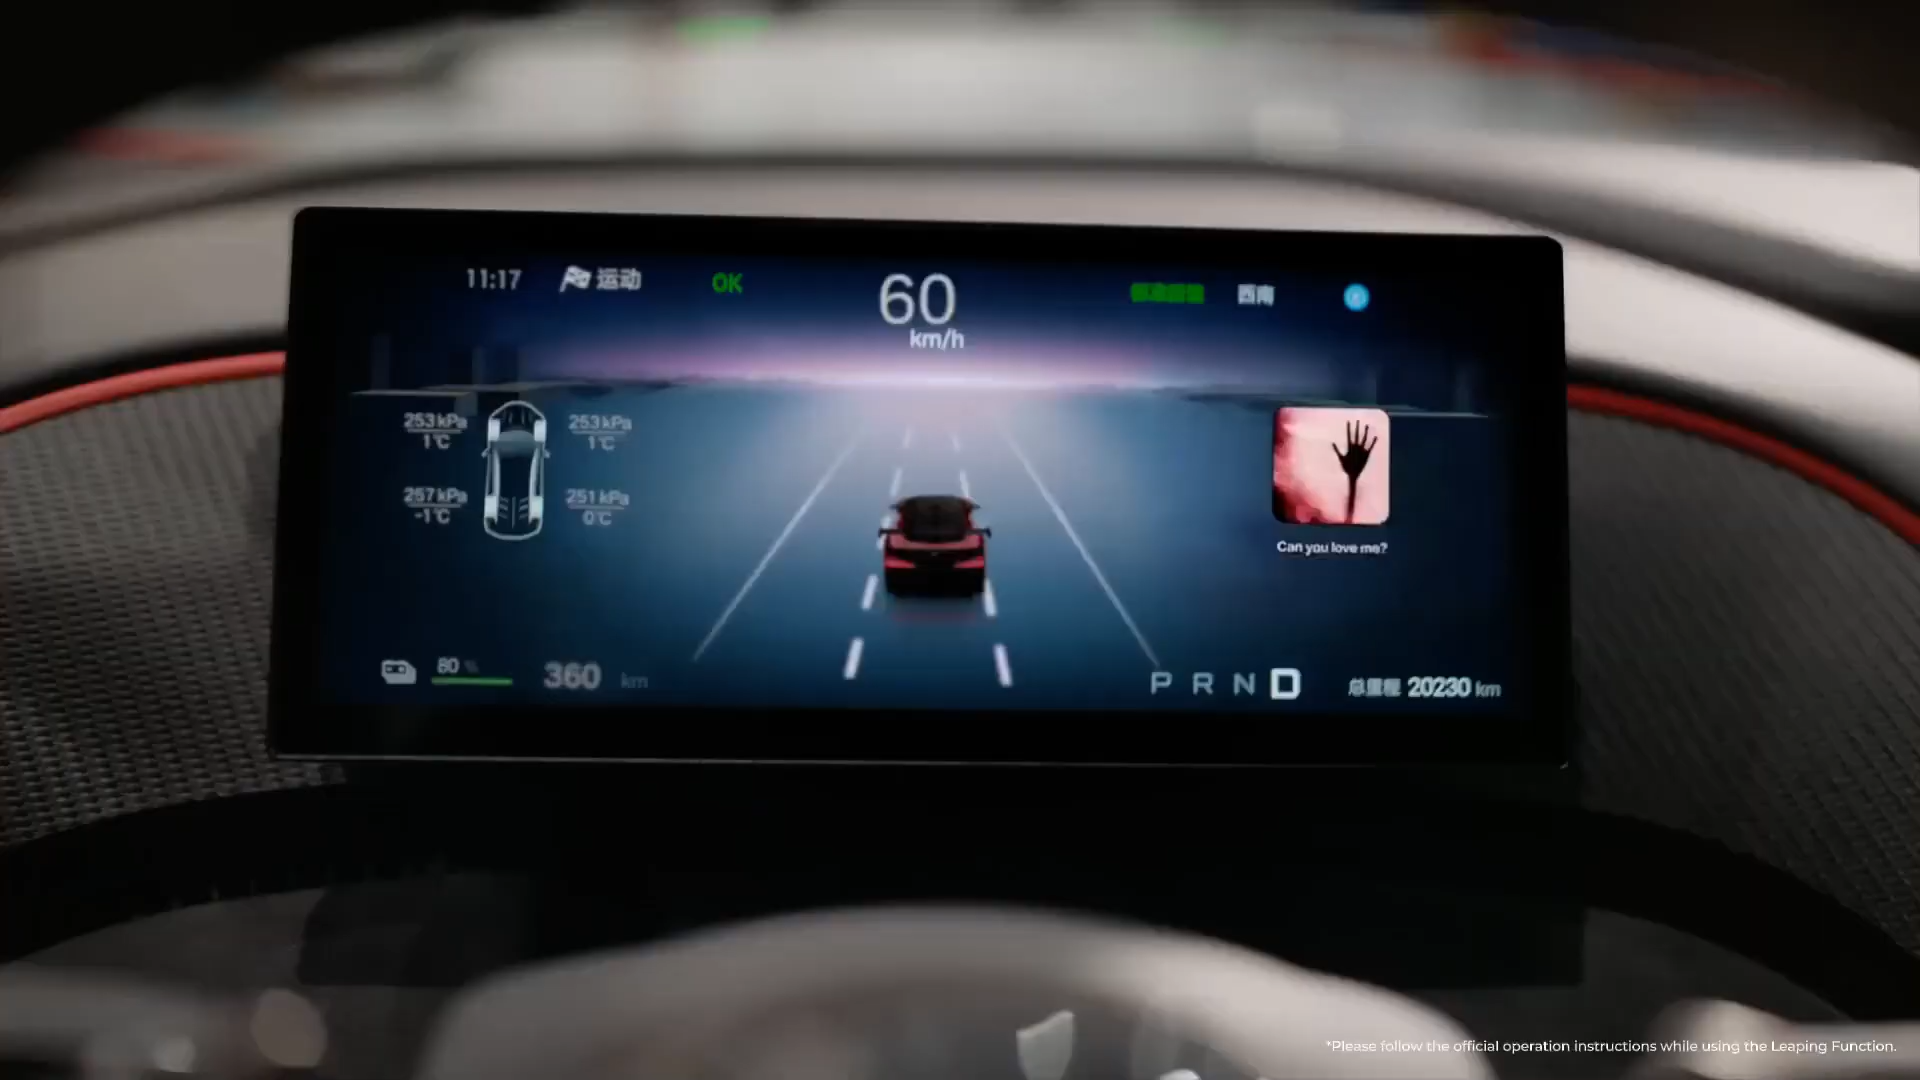 11:17 运动 OK 60 西南
km/h
253 kPa 253 kPa
1℃ 1℃
257 kPa 251 kPa
-1℃ 0℃
Can you love me?
80 % 360 km P R N D 总里程 20230 km
*Please follow the official operation instructions while using the Leaping Function.